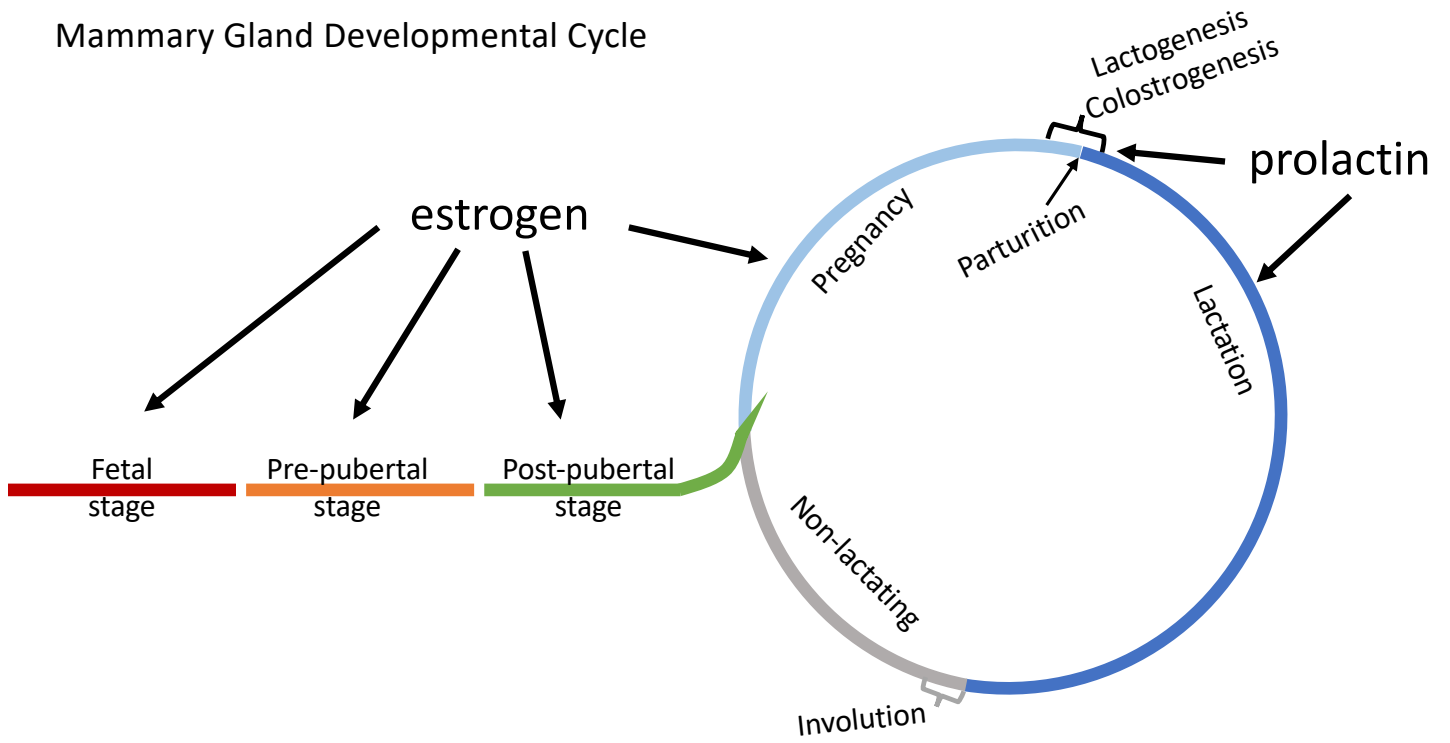 Mammary Gland Developmental Cycle
Lactogenesis
Colostrogenesis
prolactin
estrogen
Pregnancy
Parturition
Lactation
Fetal
stage
Pre-pubertal
stage
Post-pubertal
stage
Non-lactating
Involution